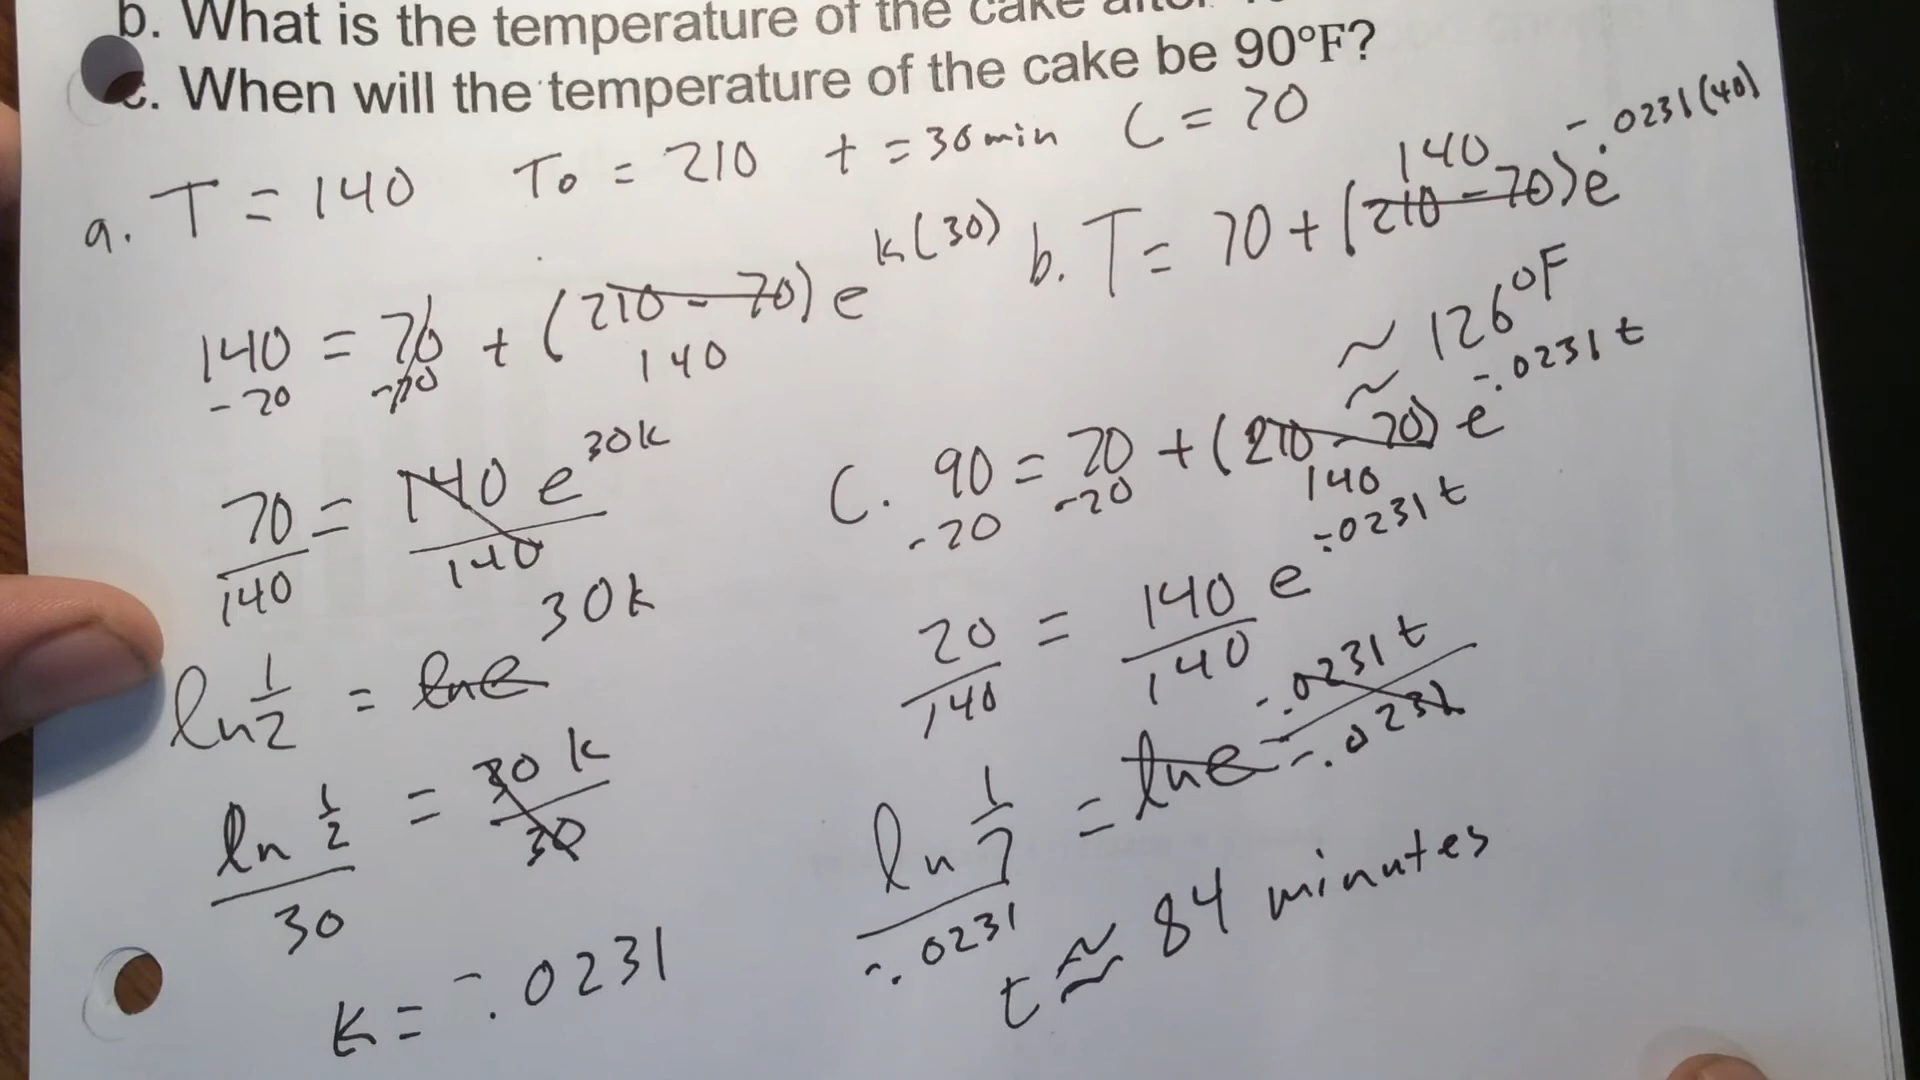 b. What is the temperature of the cake after
c. When will the temperature of the cake be 90°F?
a. T = 140 T₀ = 210 t = 30 min C = 70
140 = 70 + (210 - 70) e^k(30)
-70 -70 140
70/140 = 140 e^30k/140
ln 1/2 = ln e^30k
ln 1/2 / 30 = 30k/30
k = -.0231
b. T = 70 + (210 - 70) e^-.0231(40)
140
≈ 126°F
c. 90 = 70 + (210 - 70) e^-.0231t
-70 -70 140
20/140 = 140 e^-.0231t / 140
ln 1/7 / -.0231 = ln e^-.0231t / -.0231
t ≈ 84 minutes